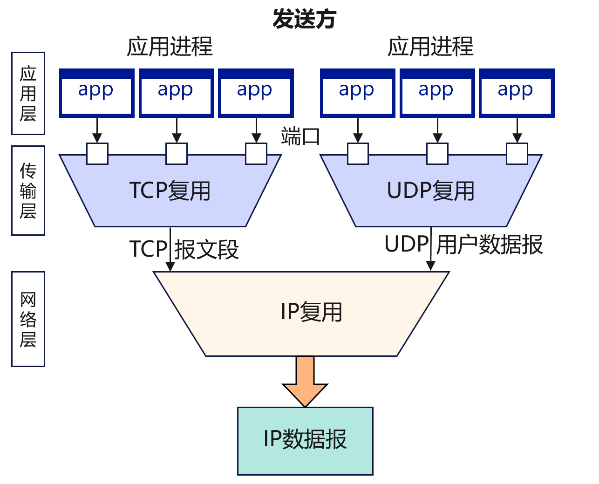 发送方
应用进程
应用进程
应用层
app
app
app
app
app
app
端口
传输层
TCP复用
UDP复用
TCP 报文段
UDP 用户数据报
网络层
IP复用
IP数据报